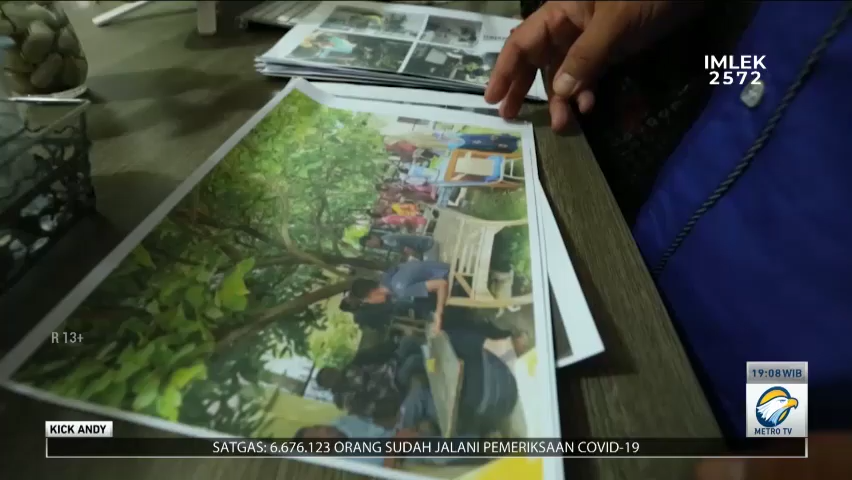 IMLEK
2572
R 13+
19:08 WIB
METRO TV
KICK ANDY
SATGAS: 6.676.123 ORANG SUDAH JALANI PEMERIKSAAN COVID-19